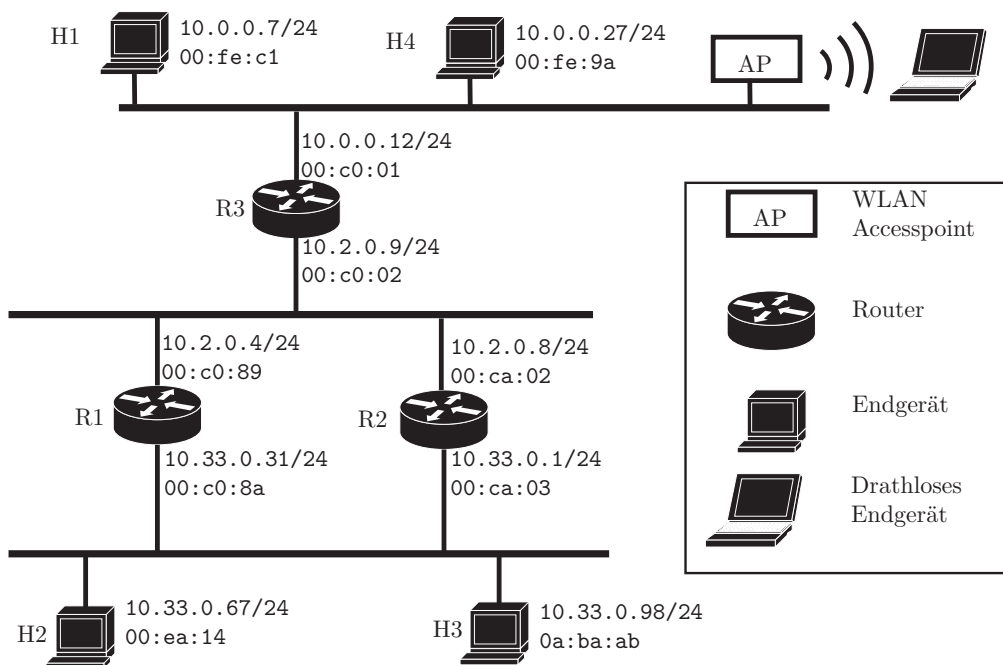 H1
10.0.0.7/24
00:fe:c1
H4
10.0.0.27/24
00:fe:9a
AP
10.0.0.12/24
00:c0:01
R3
10.2.0.9/24
00:c0:02
10.2.0.4/24
00:c0:89
R1
10.33.0.31/24
00:c0:8a
10.2.0.8/24
00:ca:02
R2
10.33.0.1/24
00:ca:03
H2
10.33.0.67/24
00:ea:14
H3
10.33.0.98/24
0a:ba:ab
AP
WLAN
Accesspoint
Router
Endgerät
Drathloses
Endgerät